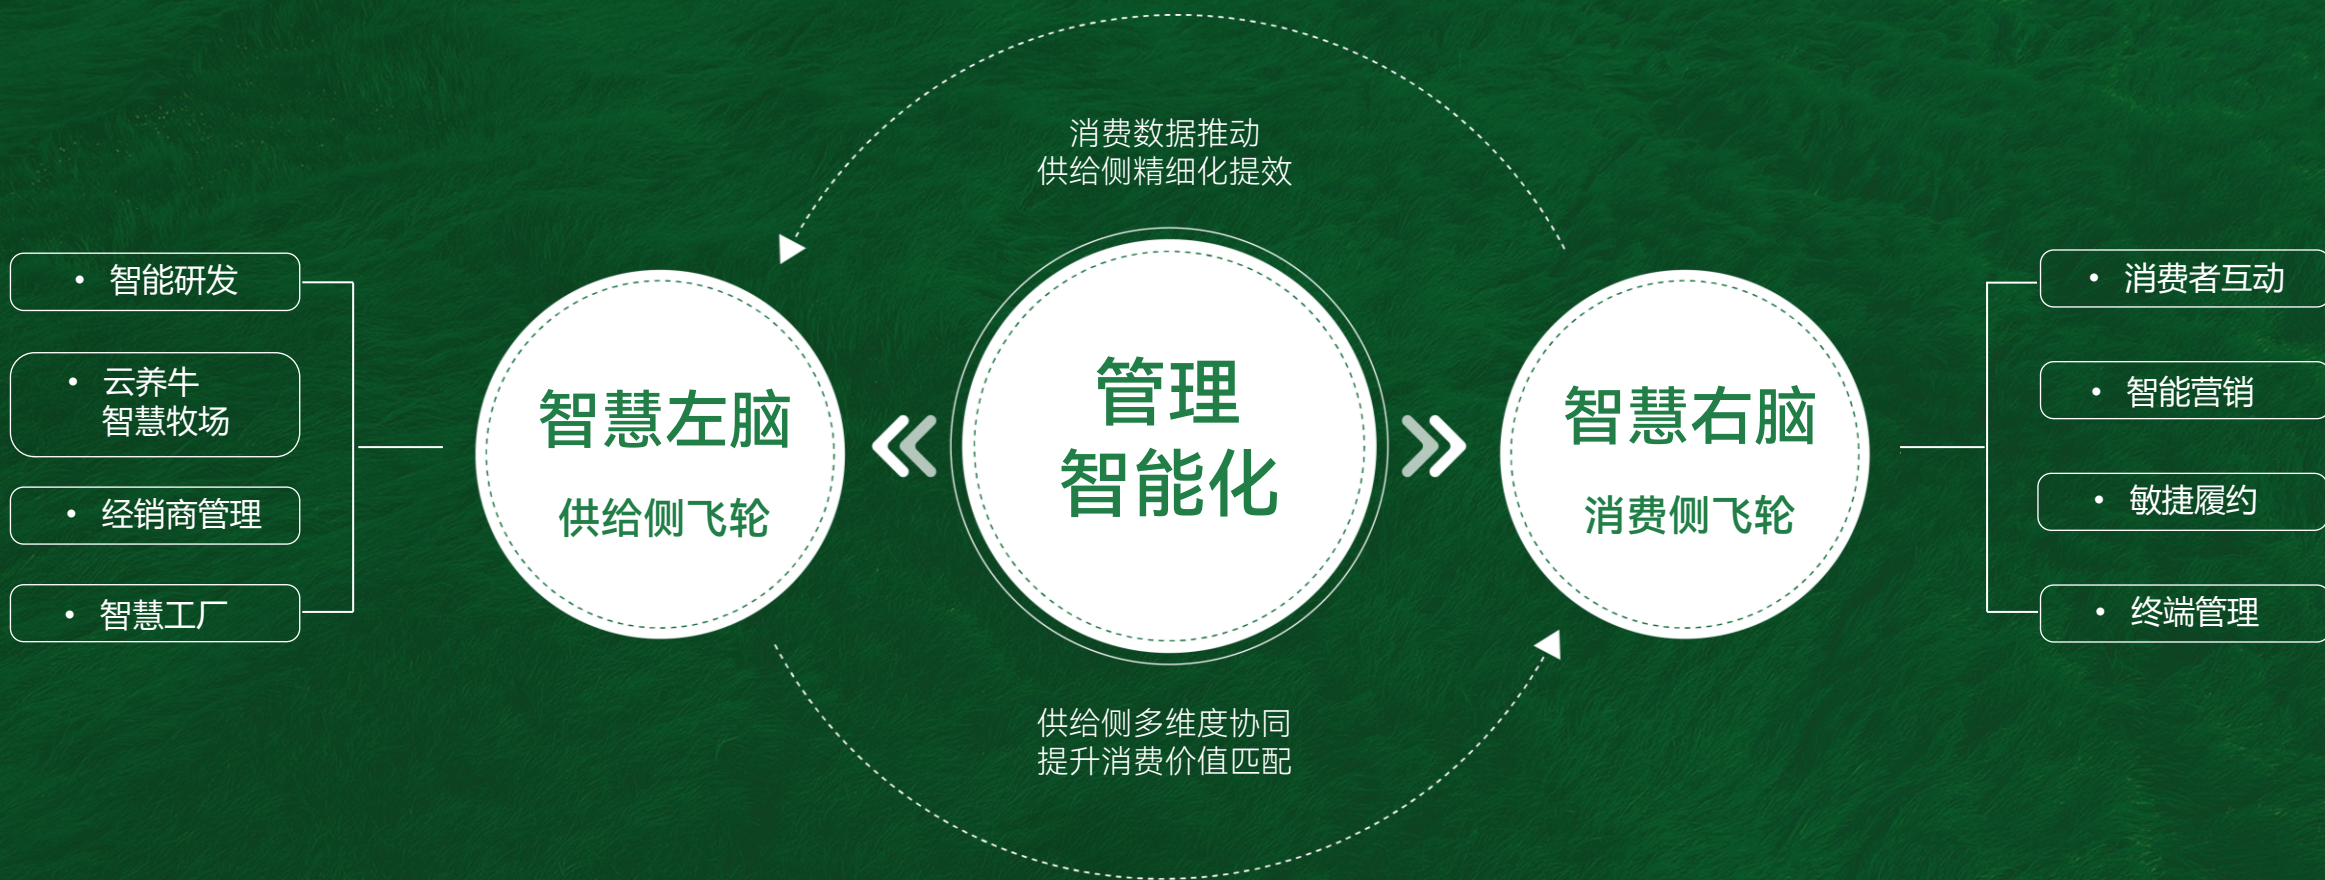 消费数据推动
供给侧精细化提效
• 智能研发
• 云养牛
智慧牧场
• 经销商管理
• 智慧工厂
智慧左脑
供给侧飞轮
管理
智能化
智慧右脑
消费侧飞轮
• 消费者互动
• 智能营销
• 敏捷履约
• 终端管理
供给侧多维度协同
提升消费价值匹配